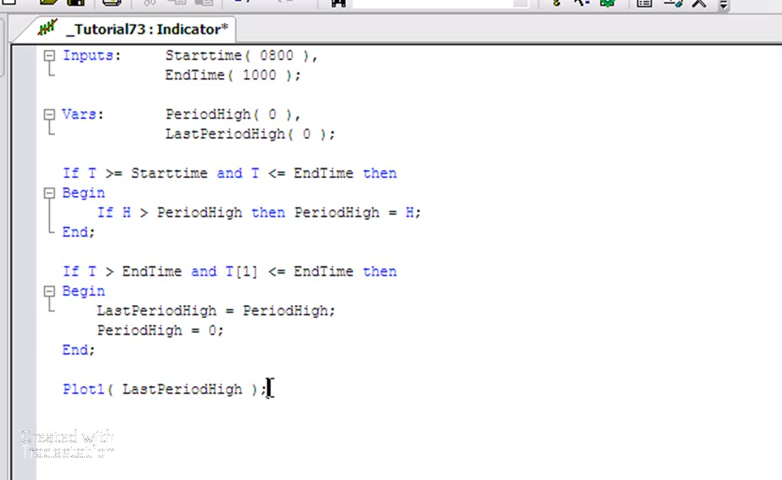 _Tutorial73 : Indicator*
Inputs: Starttime( 0800 ),
EndTime( 1000 );
Vars: PeriodHigh( 0 ),
LastPeriodHigh( 0 );
If T >= Starttime and T <= EndTime then
Begin
If H > PeriodHigh then PeriodHigh = H;
End;
If T > EndTime and T[1] <= EndTime then
Begin
LastPeriodHigh = PeriodHigh;
PeriodHigh = 0;
End;
Plot1( LastPeriodHigh );
Created with